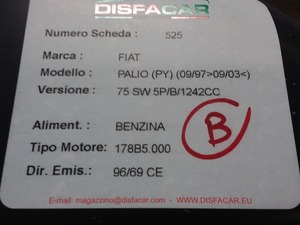 DISFACAR
Numero Scheda : 525
Marca : FIAT
Modello : PALIO (PY) (09/97>09/03<)
Versione : 75 SW 5P/B/1242CC
Aliment. : BENZINA
B
Tipo Motore: 178B5.000
Dir. Emis.: 96/69 CE
E-mail: magazzino@disfacar.com - WWW.DISFACAR.EU